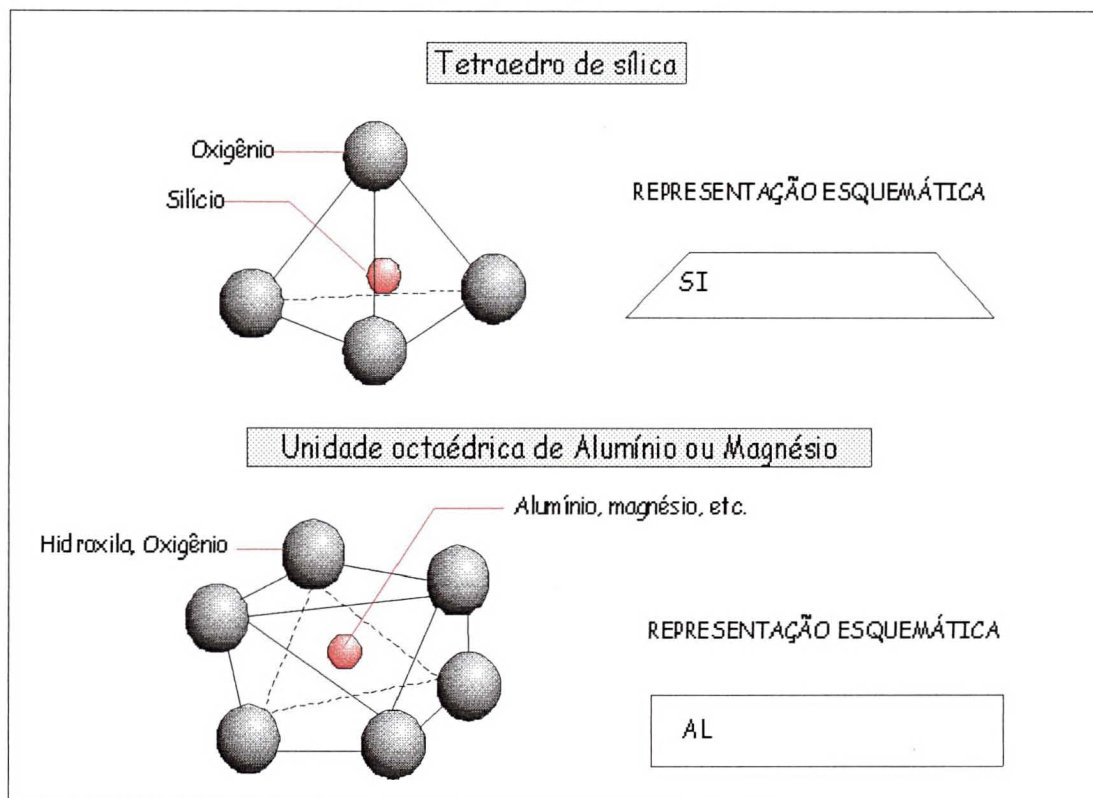 Tetraedro de sílica
Oxigênio
Silício
REPRESENTAÇÃO ESQUEMÁTICA
SI
Unidade octaédrica de Alumínio ou Magnésio
Alumínio, magnésio, etc.
Hidroxila, Oxigênio
REPRESENTAÇÃO ESQUEMÁTICA
AL